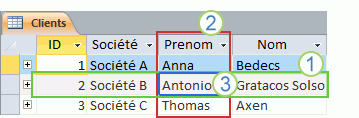 Clients
2
ID Société Prenom Nom
1 Société A Anna Bedecs 1
2 Société B Antonio 3 Gratacos Solso
3 Société C Thomas Axen